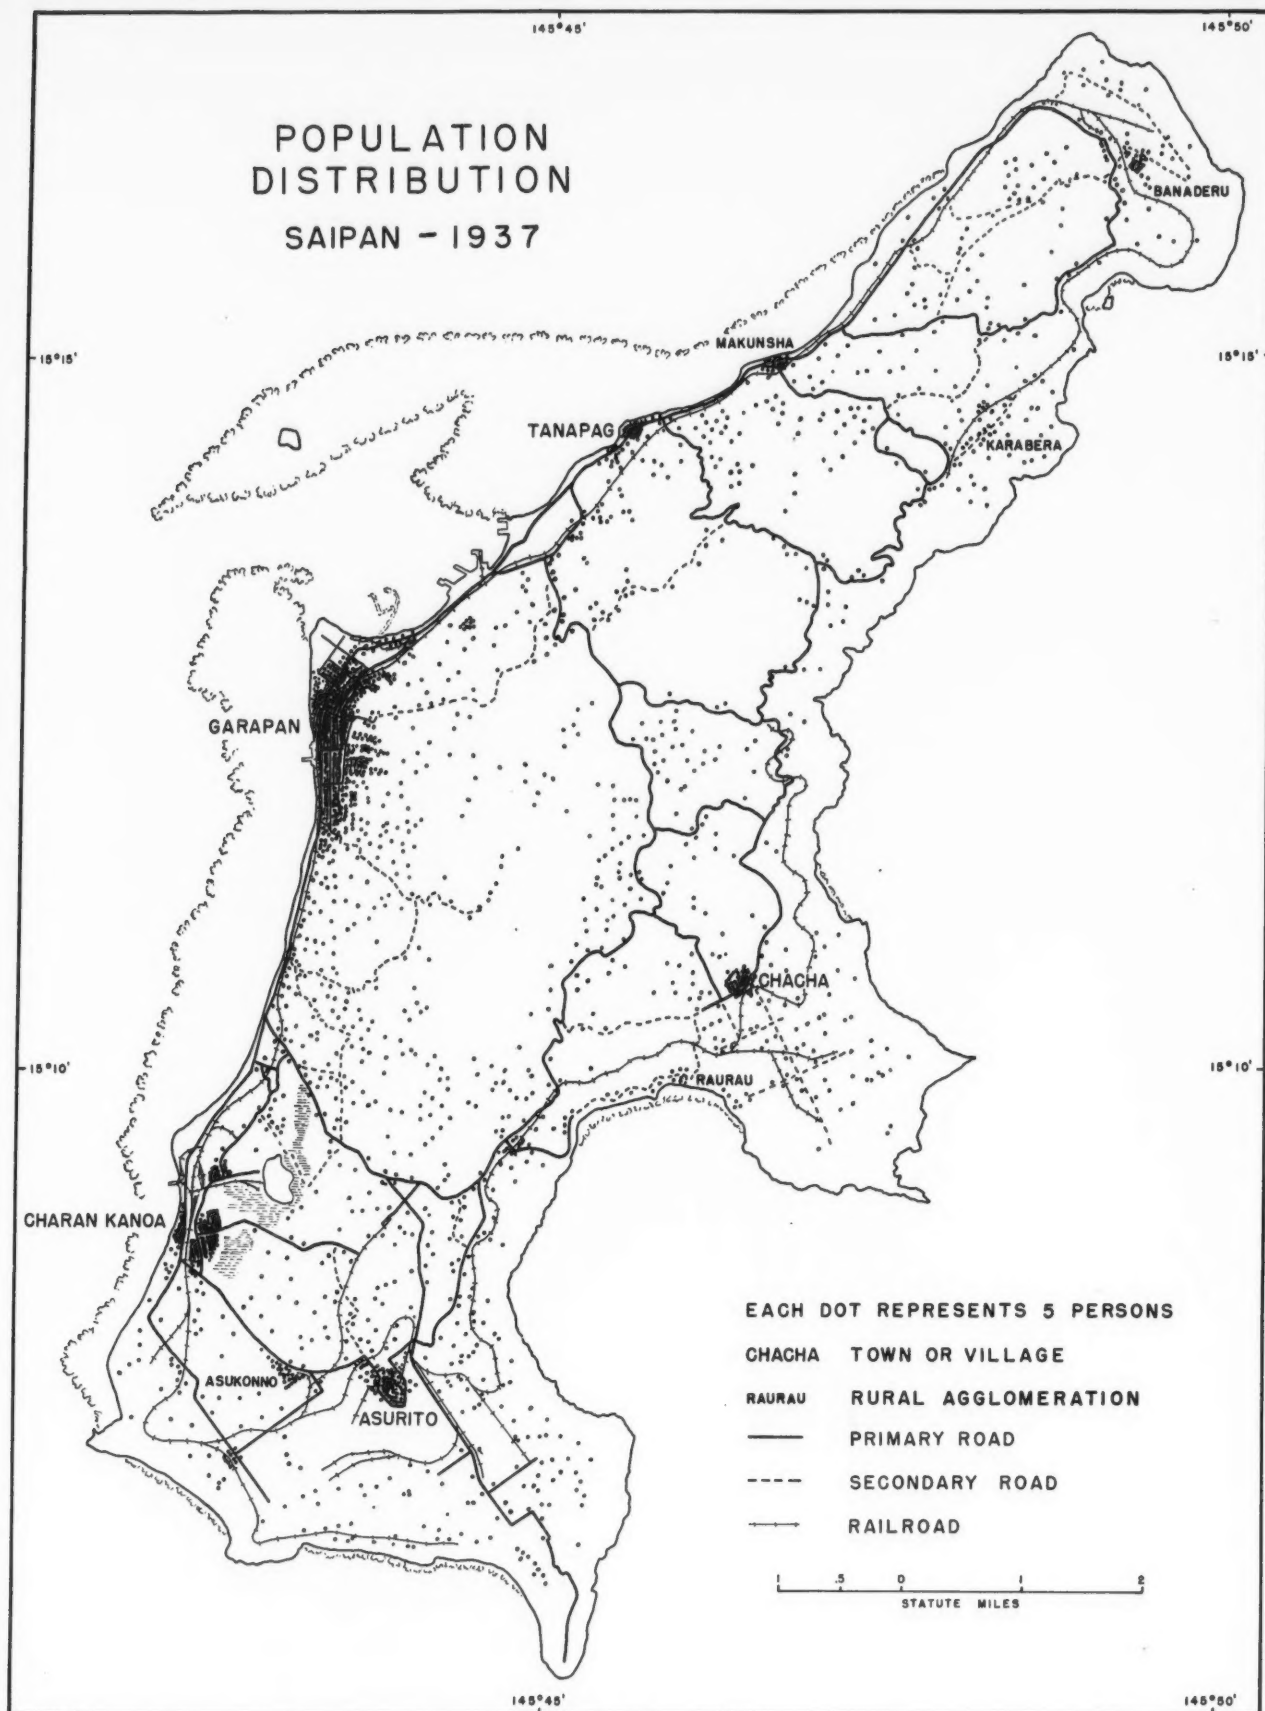 145°45'
145°50'
POPULATION
DISTRIBUTION
SAIPAN – 1937
BANADERU
MAKUNSHA
15°15'
15°15'
TANAPAG
KARABERA
GARAPAN
CHACHA
15°10'
15°10'
RAURAU
CHARAN KANOA
ASUKONNO
ASURITO
EACH DOT REPRESENTS 5 PERSONS
CHACHA TOWN OR VILLAGE
RAURAU RURAL AGGLOMERATION
PRIMARY ROAD
SECONDARY ROAD
RAILROAD
1 .5 0 1 2
STATUTE MILES
145°45'
145°50'